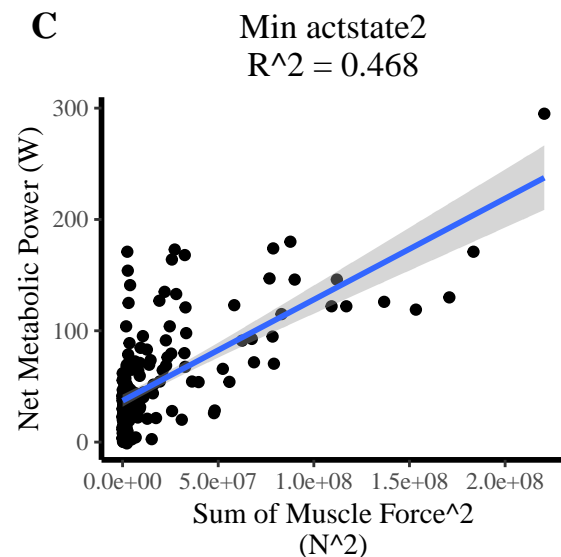 C
Min actstate2
R^2 = 0.468
Net Metabolic Power (W)
300
200
100
0
0.0e+00 5.0e+07 1.0e+08 1.5e+08 2.0e+08
Sum of Muscle Force^2
(N^2)